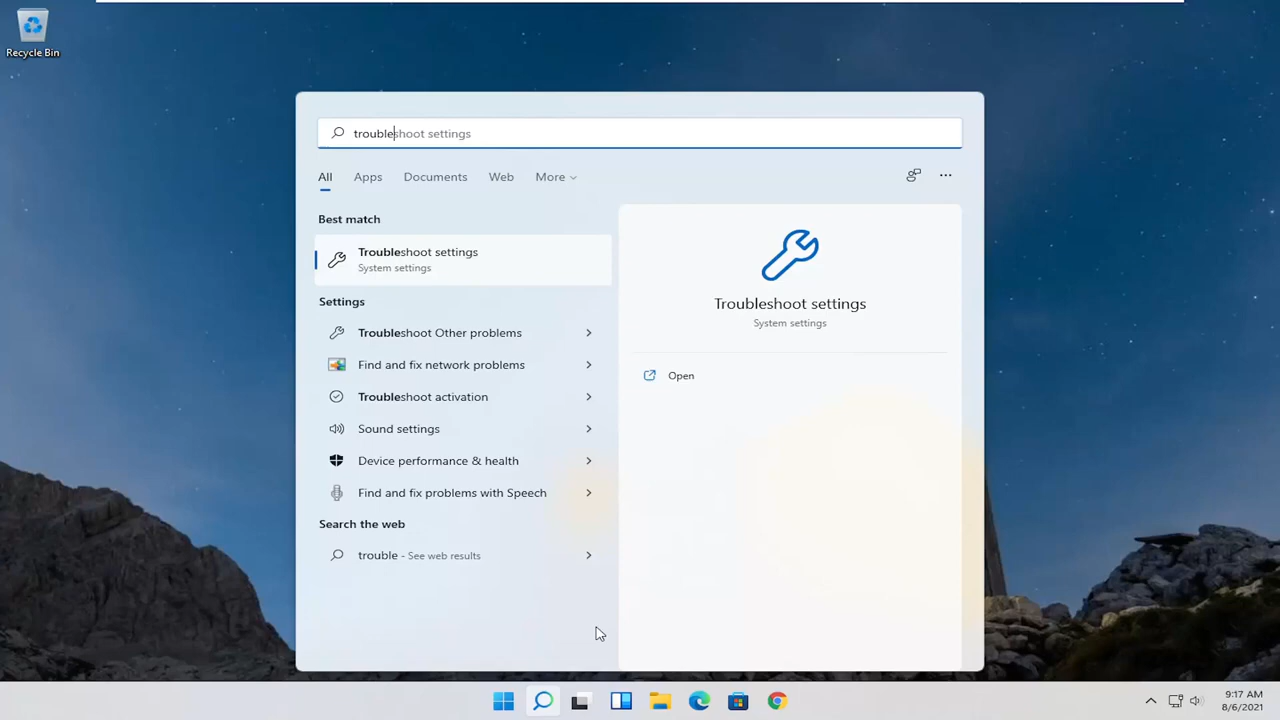 Recycle Bin
troubleshoot settings
All Apps Documents Web More
Best match
Troubleshoot settings
System settings
Settings
Troubleshoot Other problems
Find and fix network problems
Troubleshoot activation
Sound settings
Device performance & health
Find and fix problems with Speech
Search the web
trouble - See web results
Troubleshoot settings
System settings
Open
9:17 AM
8/6/2021